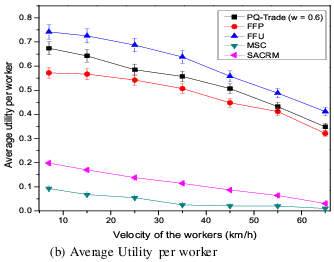 PQ-Trade (w = 0.6)
FFP
FFU
MSC
SACRM
Average utility per worker
0.8
0.7
0.6
0.5
0.4
0.3
0.2
0.1
0.0
10 20 30 40 50 60
Velocity of the workers (km/h)
(b) Average Utility per worker